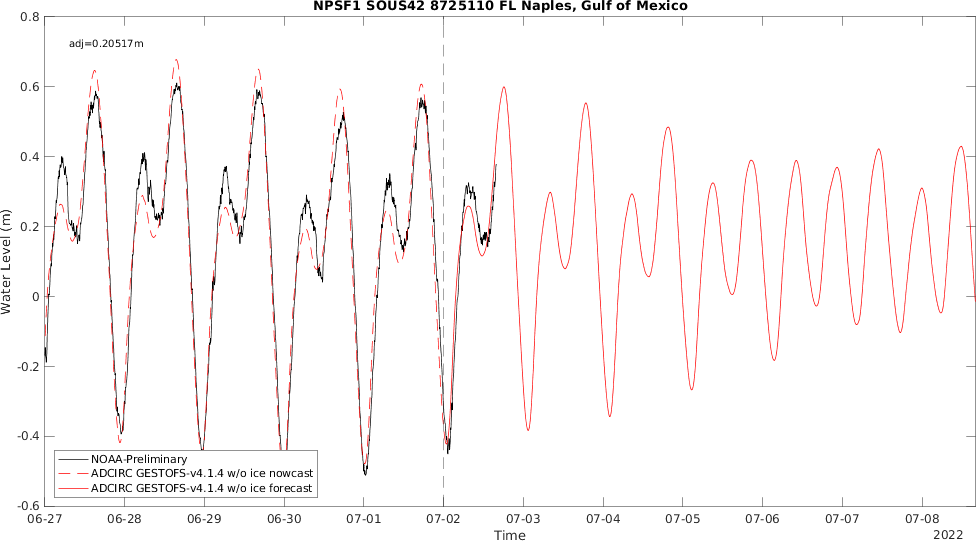 NPSF1 SOUS42 8725110 FL Naples, Gulf of Mexico
0.8
adj=0.20517m
0.6
0.4
0.2
0
-0.2
-0.4
-0.6
Water Level (m)
NOAA-Preliminary
ADCIRC GESTOFS-v4.1.4 w/o ice nowcast
ADCIRC GESTOFS-v4.1.4 w/o ice forecast
06-27 06-28 06-29 06-30 07-01 07-02 07-03 07-04 07-05 07-06 07-07 07-08
Time
2022